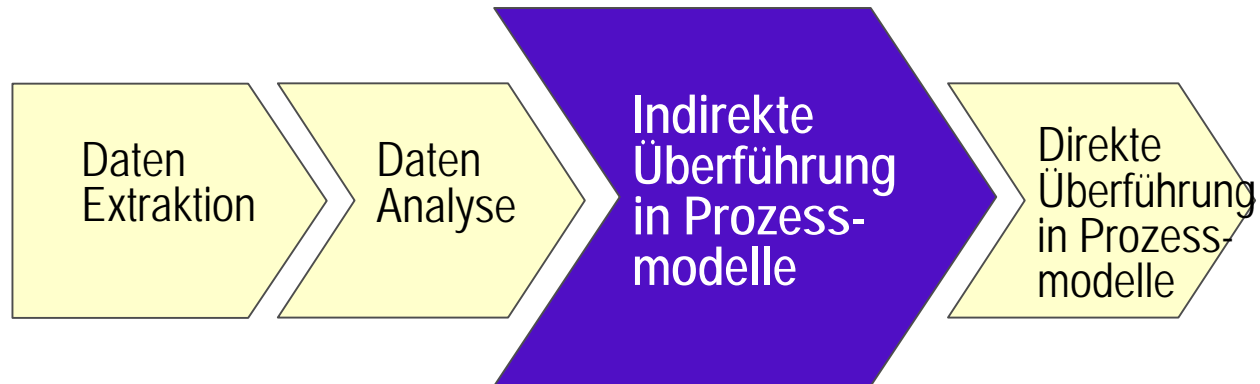 Daten
Extraktion
Daten
Analyse
Indirekte
Überführung
in Prozess-
modelle
Direkte
Überführung
in Prozess-
modelle